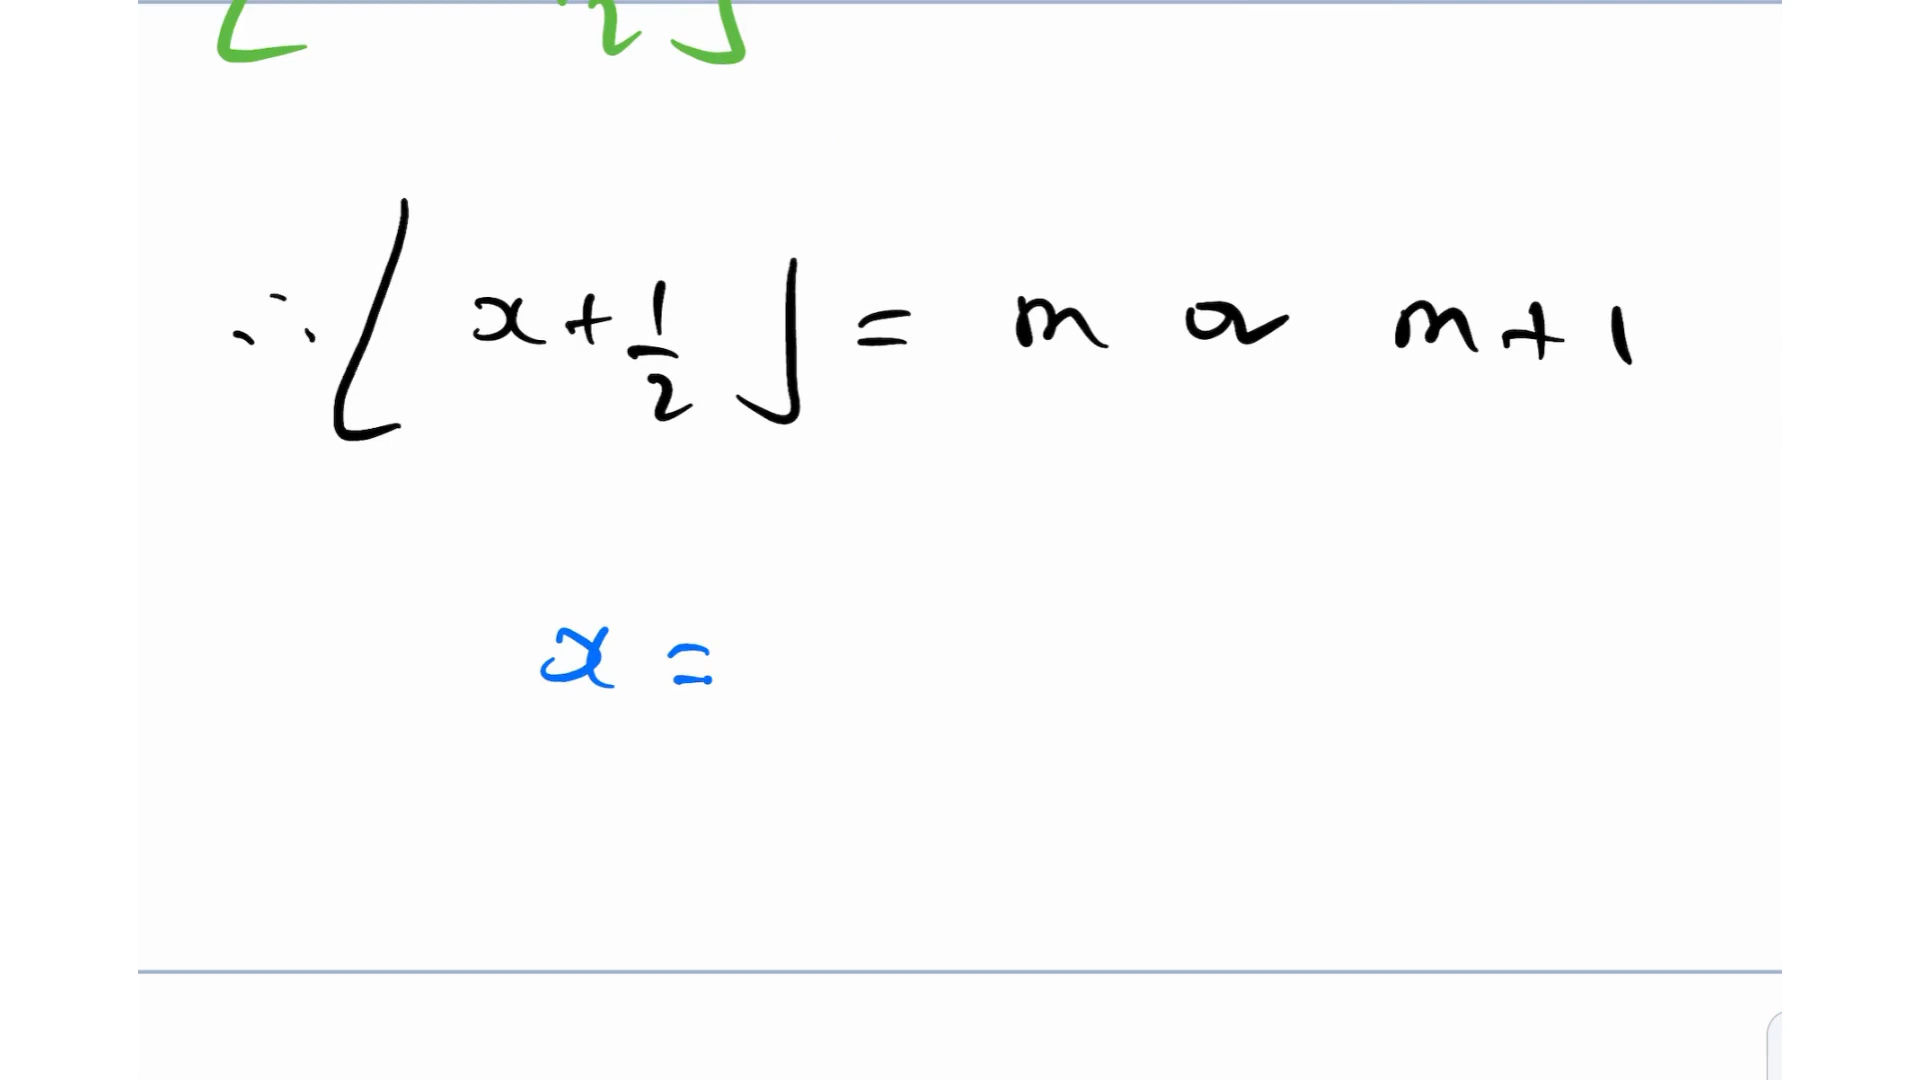 ∴ ⌊x + 1/2⌋ = m or m + 1
x =